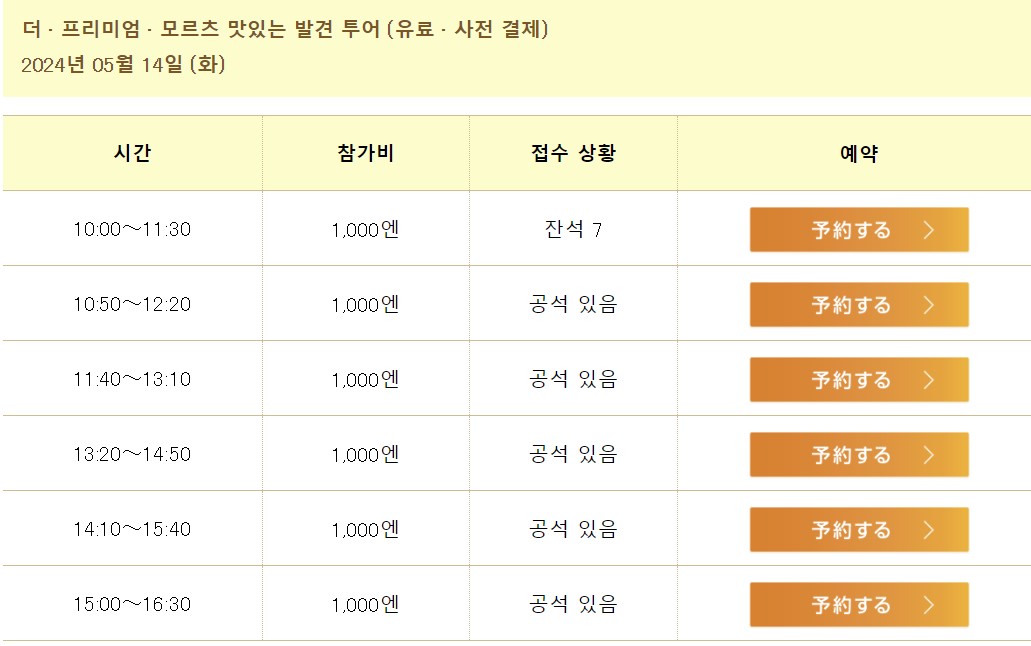 더 · 프리미엄 · 모르츠 맛있는 발견 투어 (유료 · 사전 결제)
2024년 05월 14일 (화)
시간 참가비 접수 상황 예약
10:00～11:30 1,000엔 잔석 7 予約する
10:50～12:20 1,000엔 공석 있음 予約する
11:40～13:10 1,000엔 공석 있음 予約する
13:20～14:50 1,000엔 공석 있음 予約する
14:10～15:40 1,000엔 공석 있음 予約する
15:00～16:30 1,000엔 공석 있음 予約する